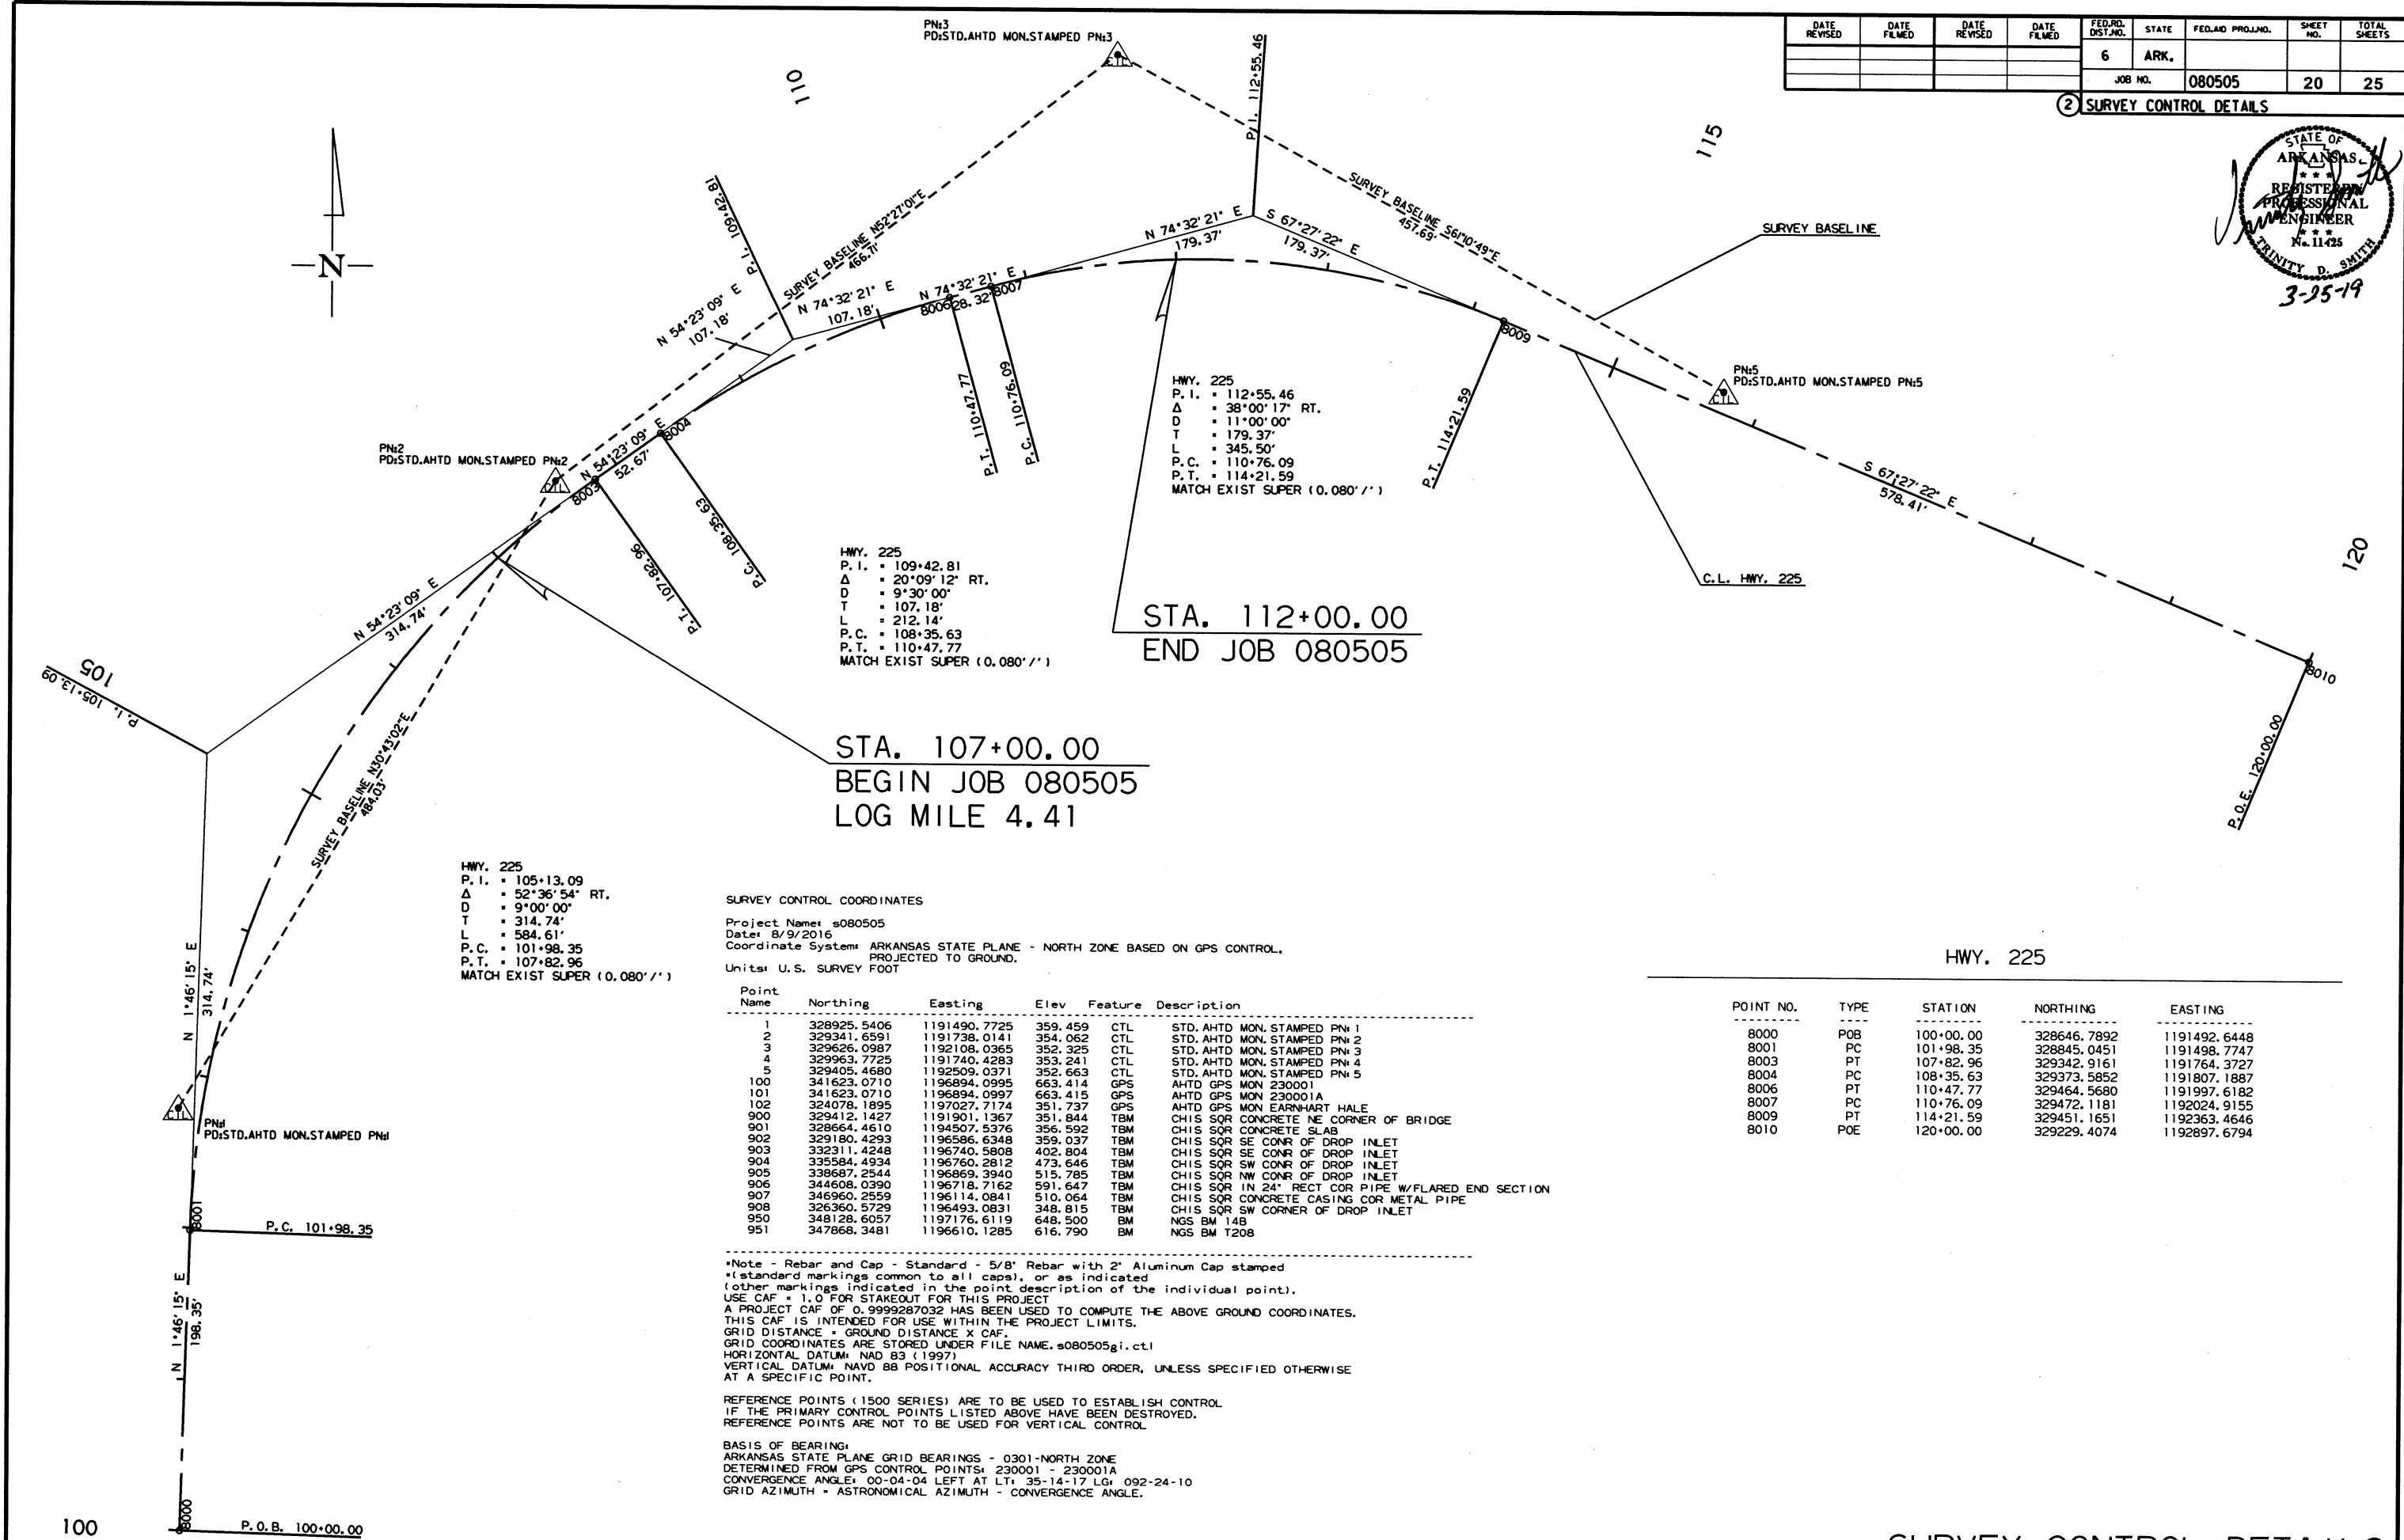 DATE REVISED DATE FILMED DATE REVISED DATE FILMED FED.RD. DIST.NO. STATE FED.AID PROJ.NO. SHEET NO. TOTAL SHEETS
6 ARK.
JOB NO. 080505 20 25
2 SURVEY CONTROL DETAILS
STATE OF
ARKANSAS
REGISTERED
PROFESSIONAL
ENGINEER
No. 11425
TRINITY D. SMITH
3-25-19
PN:3
PD:STD.AHTD MON.STAMPED PN:3
CTL
110
P.I. 112+55.46
115
P.I. 109+42.81
SURVEY BASELINE N52°27'01"E
466.71'
SURVEY BASELINE S61°10'49"E
457.69'
SURVEY BASELINE
N
N 54°23'09" E
107.18'
N 74°32'21" E
107.18'
N 74°32'21" E
28.32'
8006
8007
N 74°32'21" E
179.37'
S 67°27'22" E
179.37'
8009
PN:5
PD:STD.AHTD MON.STAMPED PN:5
CTL
P.T. 110+47.77
P.C. 110+76.09
HWY. 225
P.I. = 112+55.46
Δ = 38°00'17" RT.
D = 11°00'00"
T = 179.37'
L = 345.50'
P.C. = 110+76.09
P.T. = 114+21.59
MATCH EXIST SUPER (0.080'/')
P.T. 114+21.59
S 67°27'22" E
578.41'
PN:2
PD:STD.AHTD MON.STAMPED PN:2
CTL
8003
N 54°23'09" E
52.67'
8004
P.T. 107+82.96
P.C. 108+35.63
HWY. 225
P.I. = 109+42.81
Δ = 20°09'12" RT.
D = 9°30'00"
T = 107.18'
L = 212.14'
P.C. = 108+35.63
P.T. = 110+47.77
MATCH EXIST SUPER (0.080'/')
STA. 112+00.00
END JOB 080505
C.L. HWY. 225
120
8010
P.O.E. 120+00.00
N 54°23'09" E
314.74'
105
P.I. 105+13.09
SURVEY BASELINE N30°43'02"E
484.03'
STA. 107+00.00
BEGIN JOB 080505
LOG MILE 4.41
HWY. 225
P.I. = 105+13.09
Δ = 52°36'54" RT.
D = 9°00'00"
T = 314.74'
L = 584.61'
P.C. = 101+98.35
P.T. = 107+82.96
MATCH EXIST SUPER (0.080'/')
N 1°46'15" E
314.74'
CTL
PN:1
PD:STD.AHTD MON.STAMPED PN:1
8001
P.C. 101+98.35
N 1°46'15" E
198.35'
8000
100
P.O.B. 100+00.00
SURVEY CONTROL COORDINATES
Project Name: s080505
Date: 8/9/2016
Coordinate System: ARKANSAS STATE PLANE - NORTH ZONE BASED ON GPS CONTROL,
PROJECTED TO GROUND.
Units: U.S. SURVEY FOOT
Point
Name Northing Easting Elev Feature Description
1 328925.5406 1191490.7725 359.459 CTL STD. AHTD MON. STAMPED PN: 1
2 329341.6591 1191738.0141 354.062 CTL STD. AHTD MON. STAMPED PN: 2
3 329626.0987 1192108.0365 352.325 CTL STD. AHTD MON. STAMPED PN: 3
4 329963.7725 1191740.4283 353.241 CTL STD. AHTD MON. STAMPED PN: 4
5 329405.4680 1192509.0371 352.663 CTL STD. AHTD MON. STAMPED PN: 5
100 341623.0710 1196894.0995 663.414 GPS AHTD GPS MON 230001
101 341623.0710 1196894.0997 663.415 GPS AHTD GPS MON 230001A
102 324078.1895 1197027.7174 351.737 GPS AHTD GPS MON EARNHART HALE
900 329412.1427 1191901.1367 351.844 TBM CHIS SQR CONCRETE NE CORNER OF BRIDGE
901 328664.4610 1194507.5376 356.592 TBM CHIS SQR CONCRETE SLAB
902 329180.4293 1196586.6348 359.037 TBM CHIS SQR SE CONR OF DROP INLET
903 332311.4248 1196740.5808 402.804 TBM CHIS SQR SE CONR OF DROP INLET
904 335584.4934 1196760.2812 473.646 TBM CHIS SQR SW CONR OF DROP INLET
905 338687.2544 1196869.3940 515.785 TBM CHIS SQR NW CONR OF DROP INLET
906 344608.0390 1196718.7162 591.647 TBM CHIS SQR IN 24" RECT COR PIPE W/FLARED END SECTION
907 346960.2559 1196114.0841 510.064 TBM CHIS SQR CONCRETE CASING COR METAL PIPE
908 326360.5729 1196493.0831 348.815 TBM CHIS SQR SW CORNER OF DROP INLET
950 348128.6057 1197176.6119 648.500 BM NGS BM 14B
951 347868.3481 1196610.1285 616.790 BM NGS BM T208
*Note - Rebar and Cap - Standard - 5/8" Rebar with 2" Aluminum Cap stamped
*(standard markings common to all caps), or as indicated
(other markings indicated in the point description of the individual point).
USE CAF = 1.0 FOR STAKEOUT FOR THIS PROJECT
A PROJECT CAF OF 0.9999287032 HAS BEEN USED TO COMPUTE THE ABOVE GROUND COORDINATES.
THIS CAF IS INTENDED FOR USE WITHIN THE PROJECT LIMITS.
GRID DISTANCE = GROUND DISTANCE X CAF.
GRID COORDINATES ARE STORED UNDER FILE NAME. s080505gi.ctl
HORIZONTAL DATUM: NAD 83 (1997)
VERTICAL DATUM: NAVD 88 POSITIONAL ACCURACY THIRD ORDER, UNLESS SPECIFIED OTHERWISE
AT A SPECIFIC POINT.
REFERENCE POINTS (1500 SERIES) ARE TO BE USED TO ESTABLISH CONTROL
IF THE PRIMARY CONTROL POINTS LISTED ABOVE HAVE BEEN DESTROYED.
REFERENCE POINTS ARE NOT TO BE USED FOR VERTICAL CONTROL
BASIS OF BEARING:
ARKANSAS STATE PLANE GRID BEARINGS - 0301-NORTH ZONE
DETERMINED FROM GPS CONTROL POINTS: 230001 - 230001A
CONVERGENCE ANGLE: 00-04-04 LEFT AT LT: 35-14-17 LG: 092-24-10
GRID AZIMUTH = ASTRONOMICAL AZIMUTH - CONVERGENCE ANGLE.
HWY. 225
POINT NO. TYPE STATION NORTHING EASTING
8000 POB 100+00.00 328646.7892 1191492.6448
8001 PC 101+98.35 328845.0451 1191498.7747
8003 PT 107+82.96 329342.9161 1191764.3727
8004 PC 108+35.63 329373.5852 1191807.1887
8006 PT 110+47.77 329464.5680 1191997.6182
8007 PC 110+76.09 329472.1181 1192024.9155
8009 PT 114+21.59 329451.1651 1192363.4646
8010 POE 120+00.00 329229.4074 1192897.6794